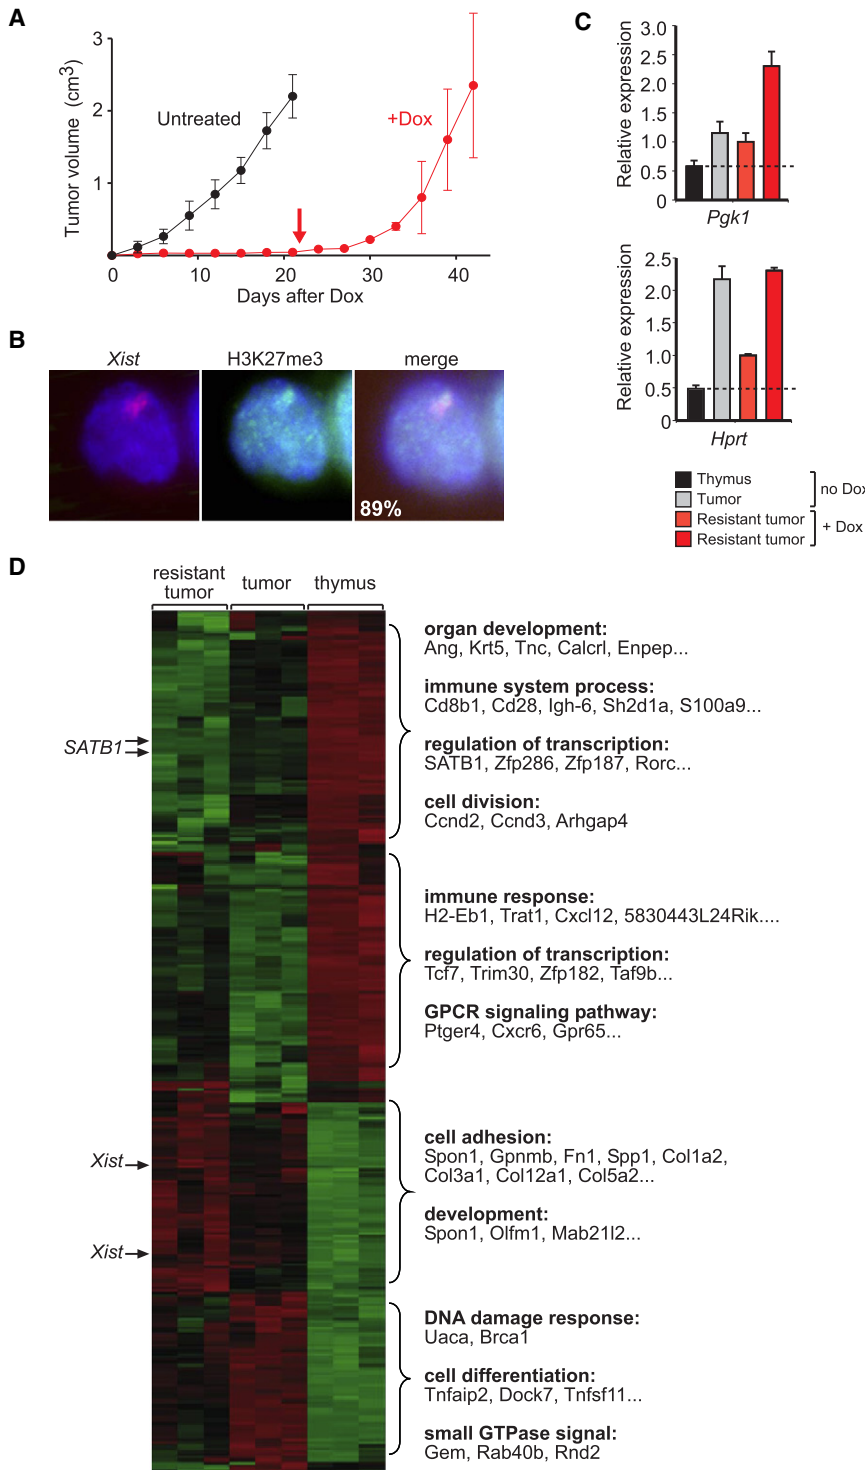 A
Tumor volume (cm3)
3
2
1
Untreated
+Dox
0
10
20
30
40
Days after Dox
B
Xist
H3K27me3
merge
89%
C
Relative expression
3.0
2.5
2.0
1.5
1.0
0.5
0
Pgk1
Relative expression
2.5
2.0
1.5
1.0
0.5
0
Hprt
Thymus
Tumor
no Dox
Resistant tumor
Resistant tumor
+ Dox
D
resistant
tumor
tumor
thymus
SATB1
Xist
Xist
organ development:
Ang, Krt5, Tnc, Calcrl, Enpep...
immune system process:
Cd8b1, Cd28, Igh-6, Sh2d1a, S100a9...
regulation of transcription:
SATB1, Zfp286, Zfp187, Rorc...
cell division:
Ccnd2, Ccnd3, Arhgap4
immune response:
H2-Eb1, Trat1, Cxcl12, 5830443L24Rik....
regulation of transcription:
Tcf7, Trim30, Zfp182, Taf9b...
GPCR signaling pathway:
Ptger4, Cxcr6, Gpr65...
cell adhesion:
Spon1, Gpnmb, Fn1, Spp1, Col1a2,
Col3a1, Col12a1, Col5a2...
development:
Spon1, Olfm1, Mab21l2...
DNA damage response:
Uaca, Brca1
cell differentiation:
Tnfaip2, Dock7, Tnfsf11...
small GTPase signal:
Gem, Rab40b, Rnd2